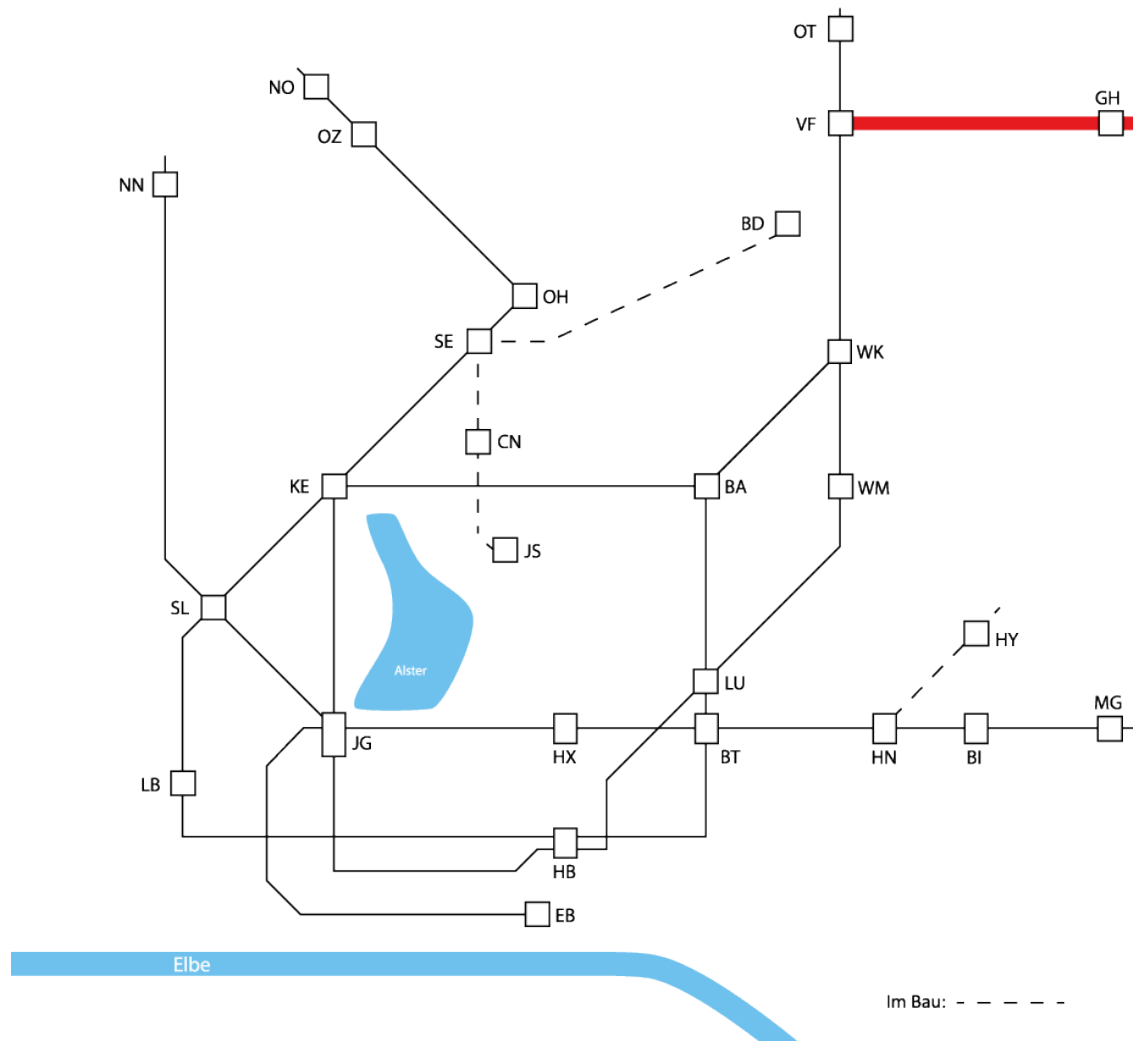 OT
NO
GH
VF
OZ
NN
BD
OH
SE
WK
CN
KE
BA
WM
JS
SL
HY
Alster
LU
MG
JG
HX
BT
HN
BI
LB
HB
EB
Elbe
Im Bau: